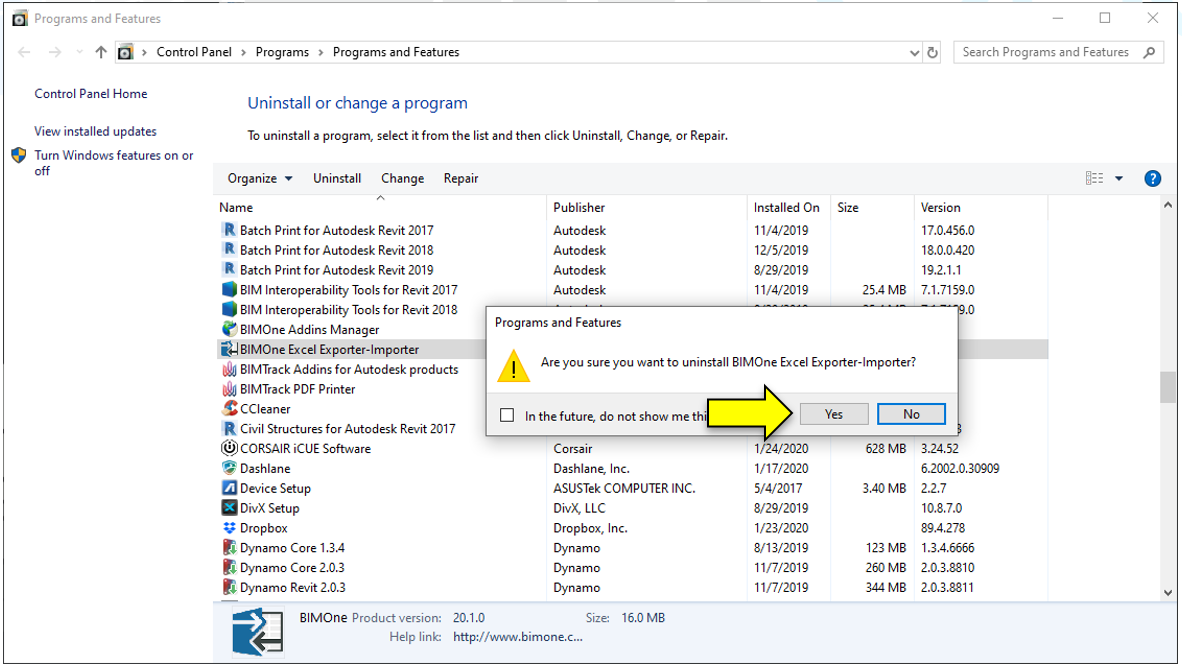 Programs and Features
Control Panel > Programs > Programs and Features
Search Programs and Features
Control Panel Home
View installed updates
Turn Windows features on or
off
Uninstall or change a program
To uninstall a program, select it from the list and then click Uninstall, Change, or Repair.
Organize Uninstall Change Repair
Name Publisher Installed On Size Version
Batch Print for Autodesk Revit 2017 Autodesk 11/4/2019 17.0.456.0
Batch Print for Autodesk Revit 2018 Autodesk 12/5/2019 18.0.0.420
Batch Print for Autodesk Revit 2019 Autodesk 8/29/2019 19.2.1.1
BIM Interoperability Tools for Revit 2017 Autodesk 11/4/2019 25.4 MB 7.1.7159.0
BIM Interoperability Tools for Revit 2018
BIMOne Addins Manager
BIMOne Excel Exporter-Importer
BIMTrack Addins for Autodesk products
BIMTrack PDF Printer
CCleaner
Civil Structures for Autodesk Revit 2017
Programs and Features
Are you sure you want to uninstall BIMOne Excel Exporter-Importer?
In the future, do not show me
Yes No
CORSAIR iCUE Software Corsair 1/24/2020 628 MB 3.24.52
Dashlane Dashlane, Inc. 1/17/2020 6.2002.0.30909
Device Setup ASUSTek COMPUTER INC. 5/4/2017 3.40 MB 2.2.7
DivX Setup DivX, LLC 8/29/2019 10.8.7.0
Dropbox Dropbox, Inc. 1/23/2020 89.4.278
Dynamo Core 1.3.4 Dynamo 8/13/2019 123 MB 1.3.4.6666
Dynamo Core 2.0.3 Dynamo 11/7/2019 260 MB 2.0.3.8810
Dynamo Revit 2.0.3 Dynamo 11/7/2019 344 MB 2.0.3.8811
BIMOne Product version: 20.1.0 Size: 16.0 MB
Help link: http://www.bimone.c...